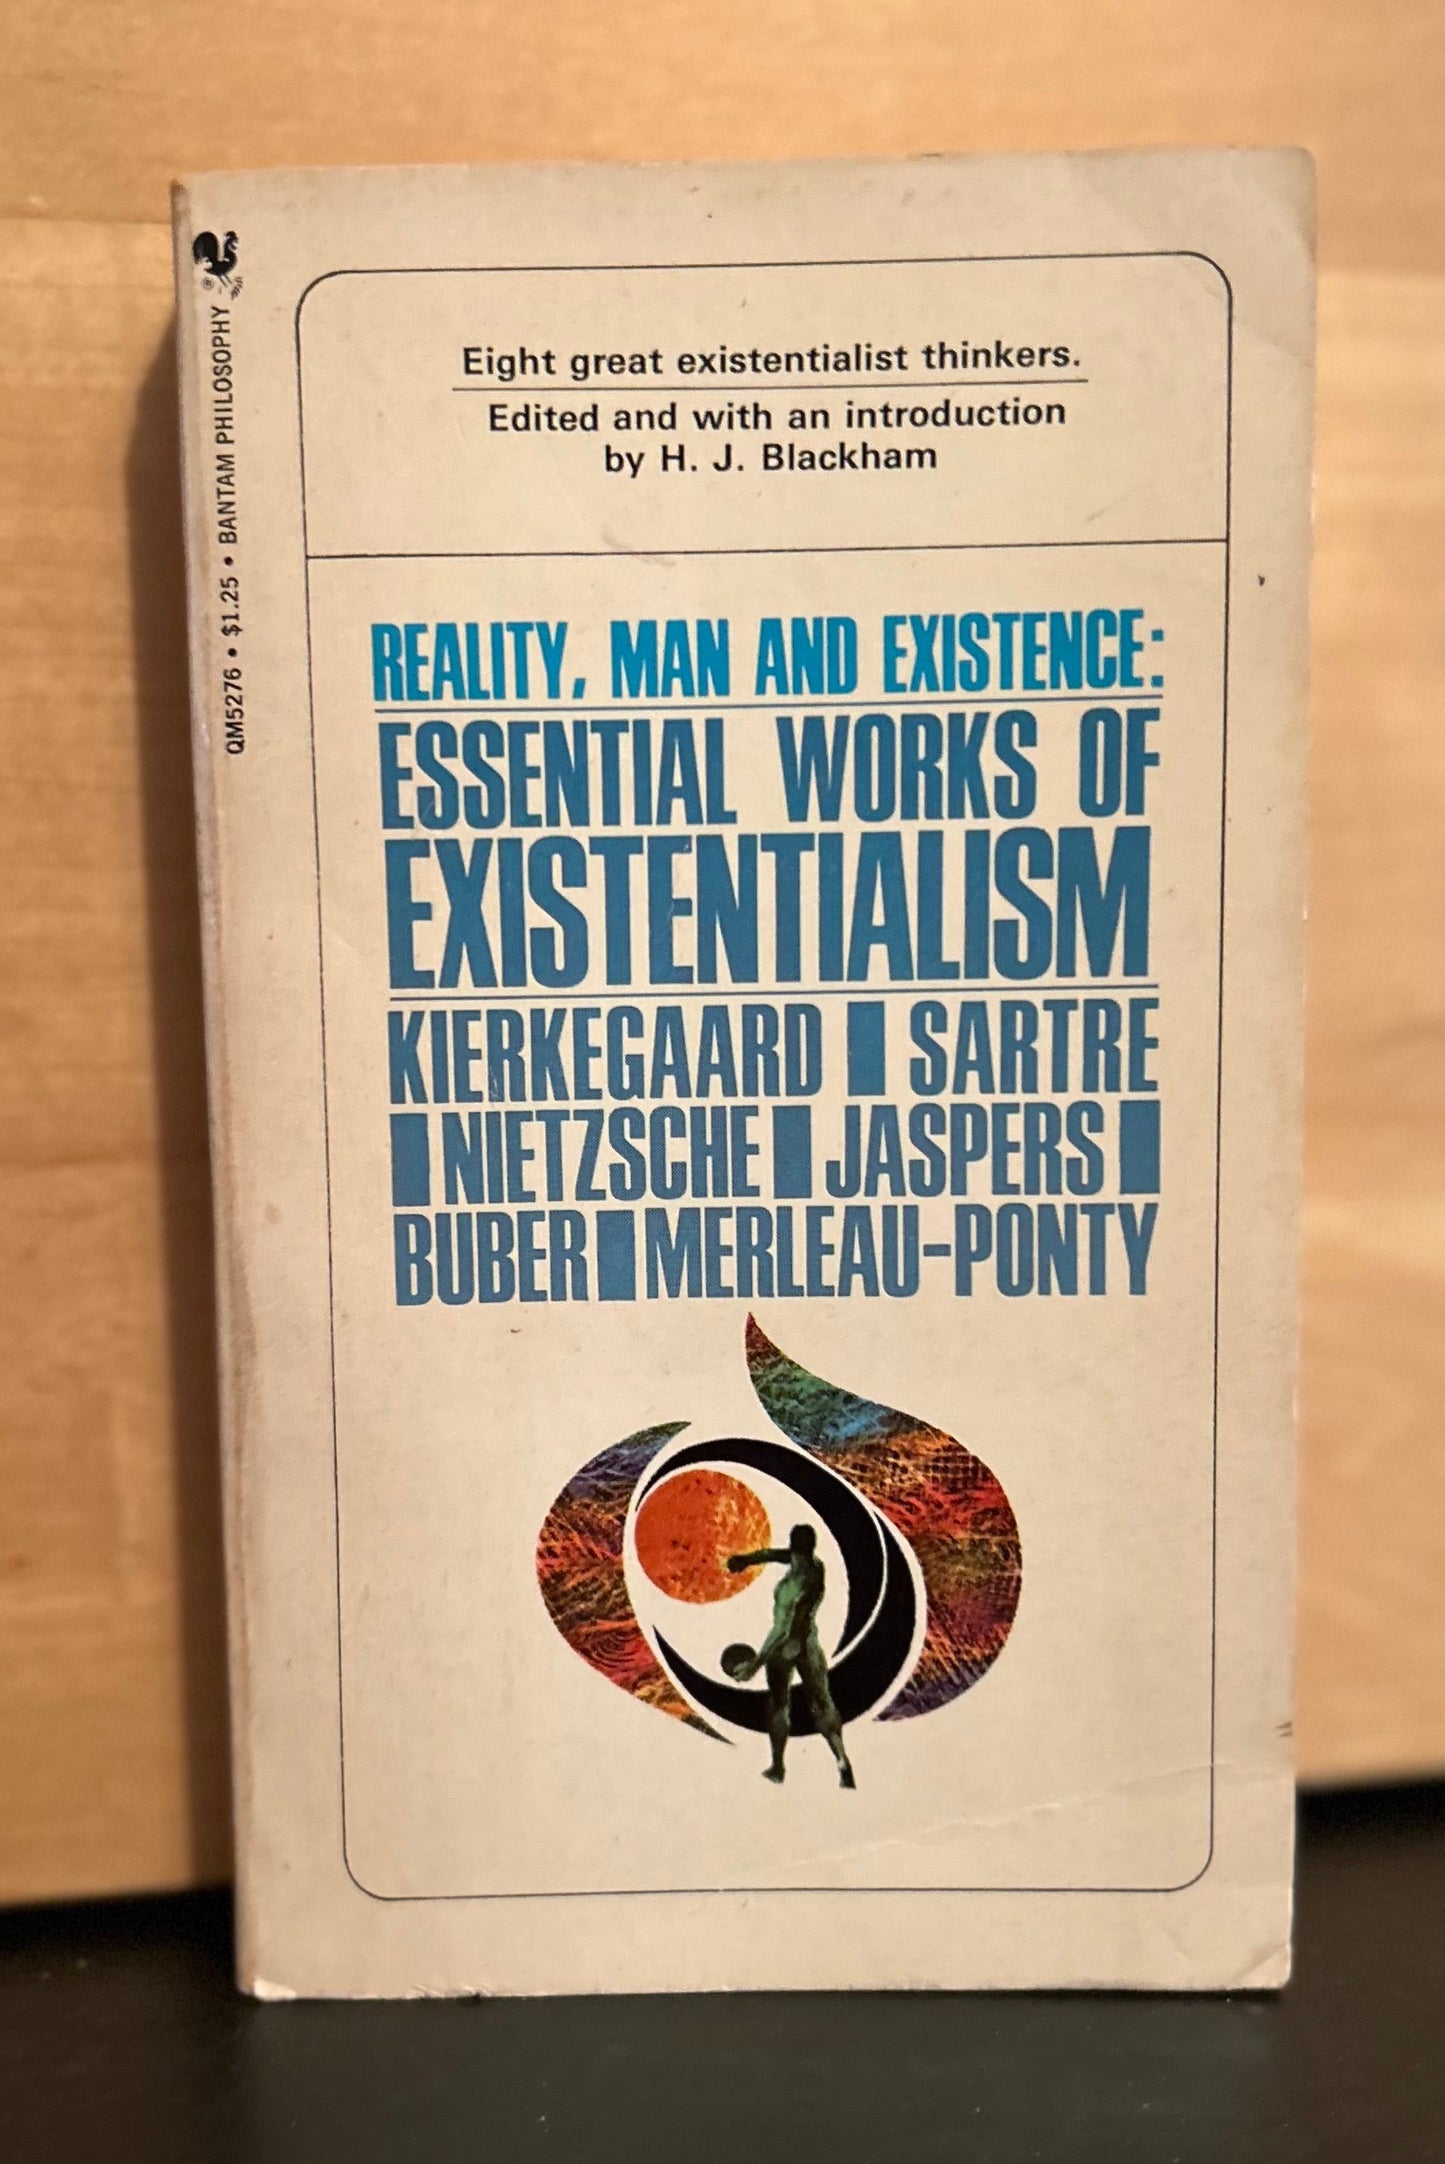 Eight great existentialist thinkers.
Edited and with an introduction
by H. J. Blackham
REALITY, MAN AND EXISTENCE:
ESSENTIAL WORKS OF
EXISTENTIALISM
KIERKEGAARD ▮ SARTRE
▮ NIETZSCHE ▮ JASPERS ▮
BUBER ▮ MERLEAU-PONTY
QM5276 • $1.25 • BANTAM PHILOSOPHY